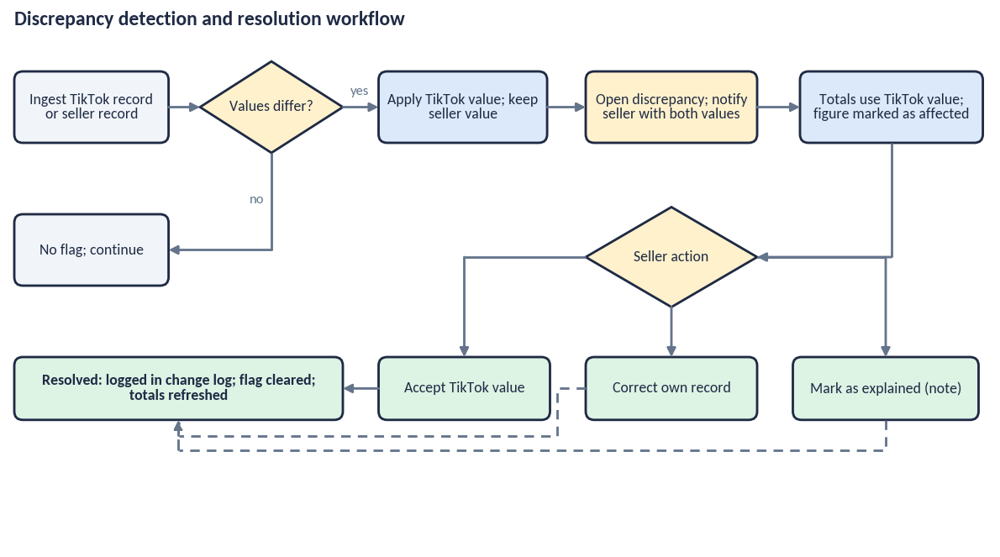 Discrepancy detection and resolution workflow
Ingest TikTok record
or seller record
Values differ?
yes
Apply TikTok value; keep
seller value
Open discrepancy; notify
seller with both values
Totals use TikTok value;
figure marked as affected
no
No flag; continue
Seller action
Resolved: logged in change log; flag cleared;
totals refreshed
Accept TikTok value
Correct own record
Mark as explained (note)